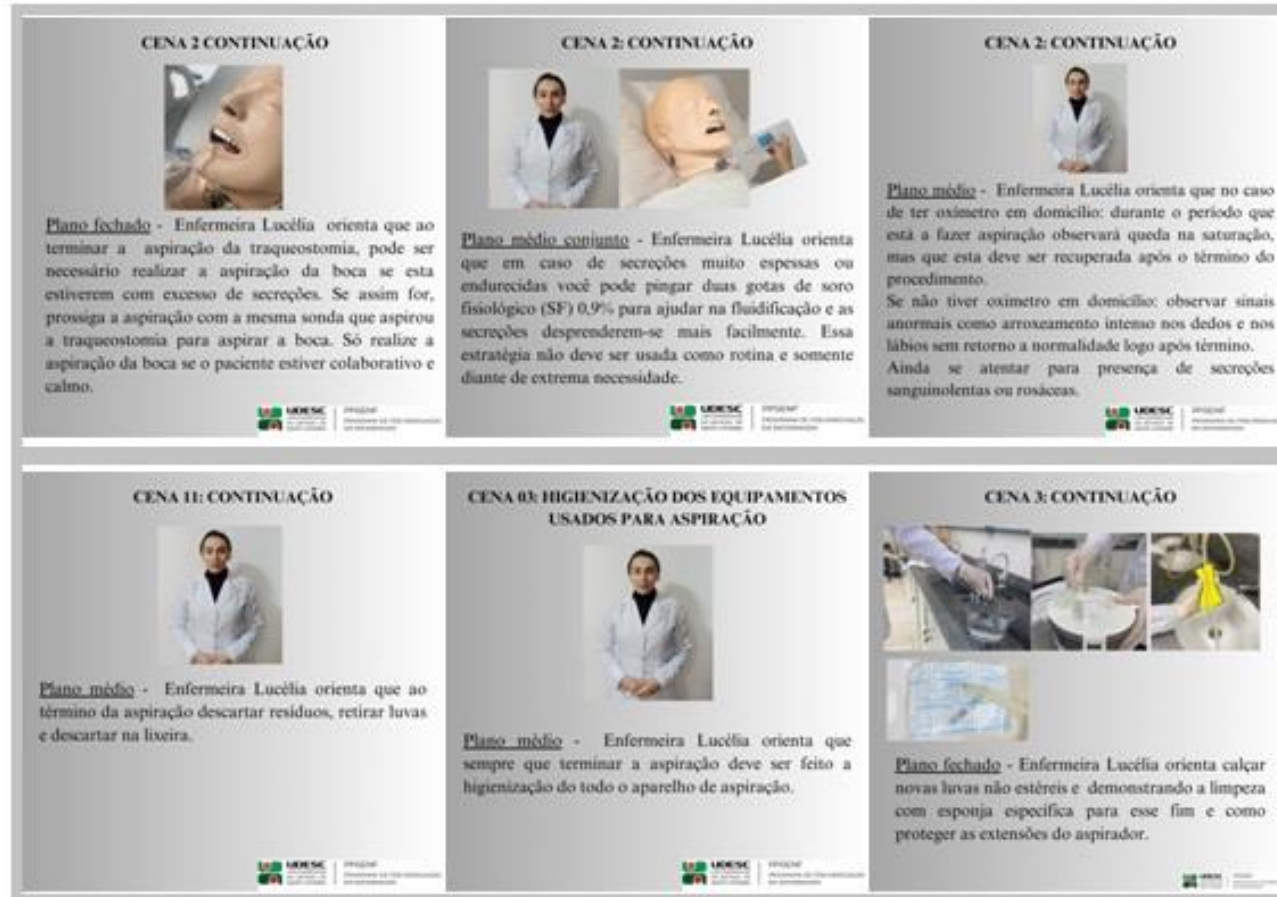 CENA 2 CONTINUAÇÃO
Plano fechado - Enfermeira Lucélia orienta que ao
terminar a aspiração da traqueostomia, pode ser
necessário realizar a aspiração da boca se esta
estiverem com excesso de secreções. Se assim for,
prossiga a aspiração com a mesma sonda que aspirou
a traqueostomia para aspirar a boca. Só realize a
aspiração da boca se o paciente estiver colaborativo e
calmo.
UDESC
CENA 2: CONTINUAÇÃO
Plano médio conjunto - Enfermeira Lucélia orienta
que em caso de secreções muito espessas ou
endurecidas você pode pingar duas gotas de soro
fisiológico (SF) 0,9% para ajudar na fluidificação e as
secreções desprenderem-se mais facilmente. Essa
estratégia não deve ser usada como rotina e somente
diante de extrema necessidade.
UDESC
CENA 2: CONTINUAÇÃO
Plano médio - Enfermeira Lucélia orienta que no caso
de ter oxímetro em domicílio: durante o período que
está a fazer aspiração observará queda na saturação,
mas que esta deve ser recuperada após o término do
procedimento.
Se não tiver oxímetro em domicílio: observar sinais
anormais como arroxeamento intenso nos dedos e nos
lábios sem retorno a normalidade logo após término.
Ainda se atentar para presença de secreções
sanguinolentas ou rosáceas.
UDESC
CENA 11: CONTINUAÇÃO
Plano médio - Enfermeira Lucélia orienta que ao
término da aspiração descartar resíduos, retirar luvas
e descartar na lixeira.
UDESC
CENA 03: HIGIENIZAÇÃO DOS EQUIPAMENTOS
USADOS PARA ASPIRAÇÃO
Plano médio - Enfermeira Lucélia orienta que
sempre que terminar a aspiração deve ser feito a
higienização do todo o aparelho de aspiração.
UDESC
CENA 3: CONTINUAÇÃO
Plano fechado - Enfermeira Lucélia orienta calçar
novas luvas não estéreis e demonstrando a limpeza
com esponja específica para esse fim e como
proteger as extensões do aspirador.
UDESC